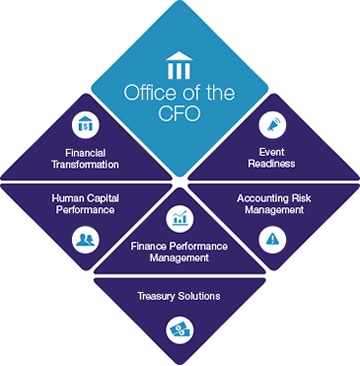 Office of the
CFO
Financial
Transformation
Event
Readiness
Human Capital
Performance
Accounting Risk
Management
Finance Performance
Management
Treasury Solutions